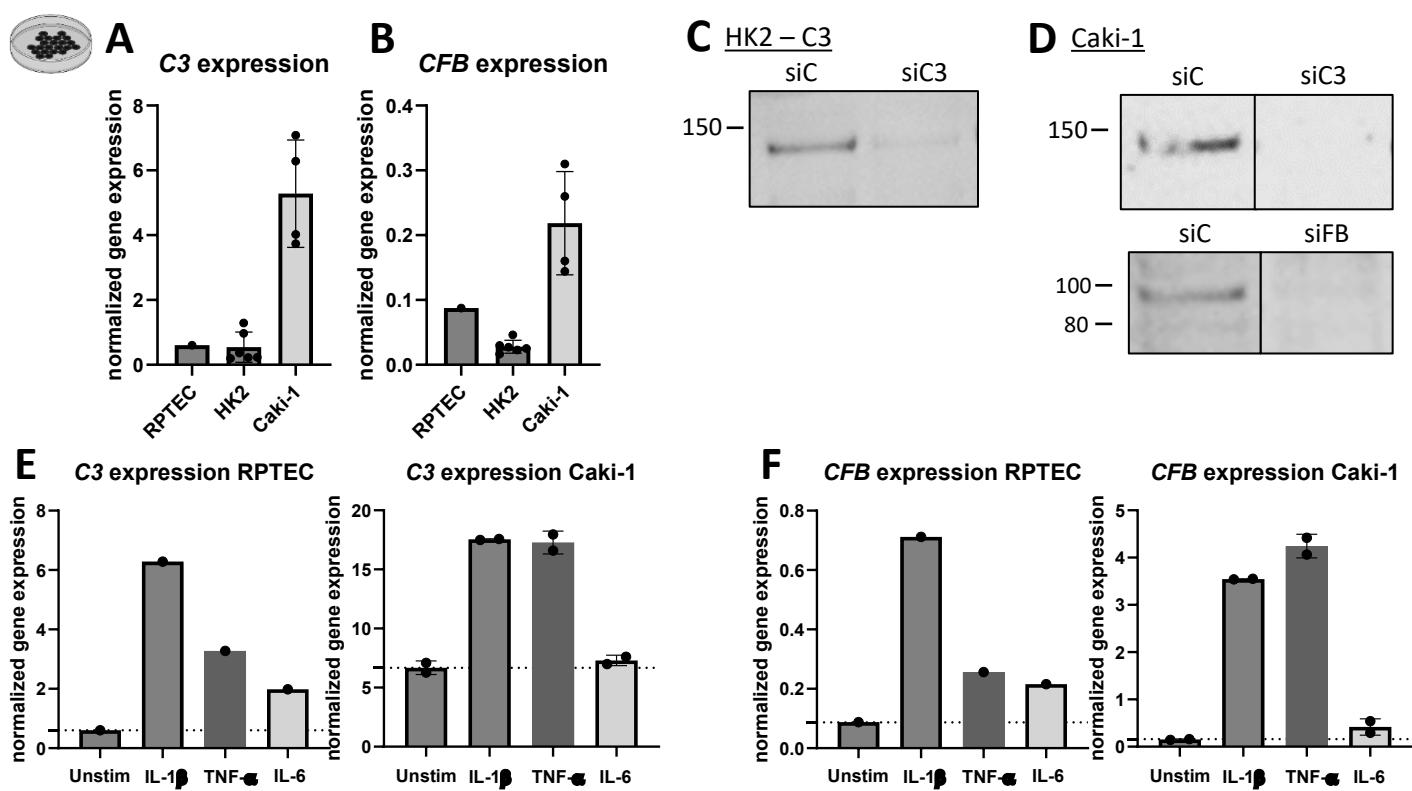 A
C3 expression
normalized gene expression
8
6
4
2
0
RPTEC
HK2
Caki-1
B
CFB expression
normalized gene expression
0.4
0.3
0.2
0.1
0.0
RPTEC
HK2
Caki-1
C HK2 – C3
siC siC3
150
D Caki-1
siC siC3
150
siC siFB
100
80
E
C3 expression RPTEC
normalized gene expression
8
6
4
2
0
Unstim IL-1β TNF-α IL-6
C3 expression Caki-1
normalized gene expression
20
15
10
5
0
Unstim IL-1β TNF-α IL-6
F
CFB expression RPTEC
normalized gene expression
0.8
0.6
0.4
0.2
0.0
Unstim IL-1β TNF-α IL-6
CFB expression Caki-1
normalized gene expression
5
4
3
2
1
0
Unstim IL-1β TNF-α IL-6